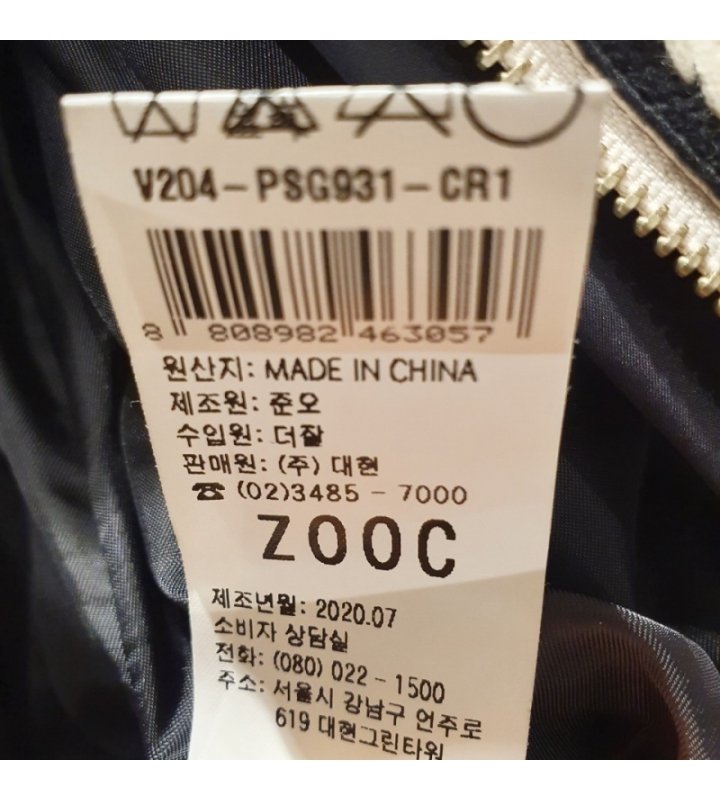 V204-PSG931-CR1
8 808982 463057
원산지: MADE IN CHINA
제조원: 준오
수입원: 더잘
판매원: (주) 대현
☎ (02)3485 - 7000
ZOOC
제조년월: 2020.07
소비자 상담실
전화: (080) 022 - 1500
주소: 서울시 강남구 언주로
619 대현그린타워